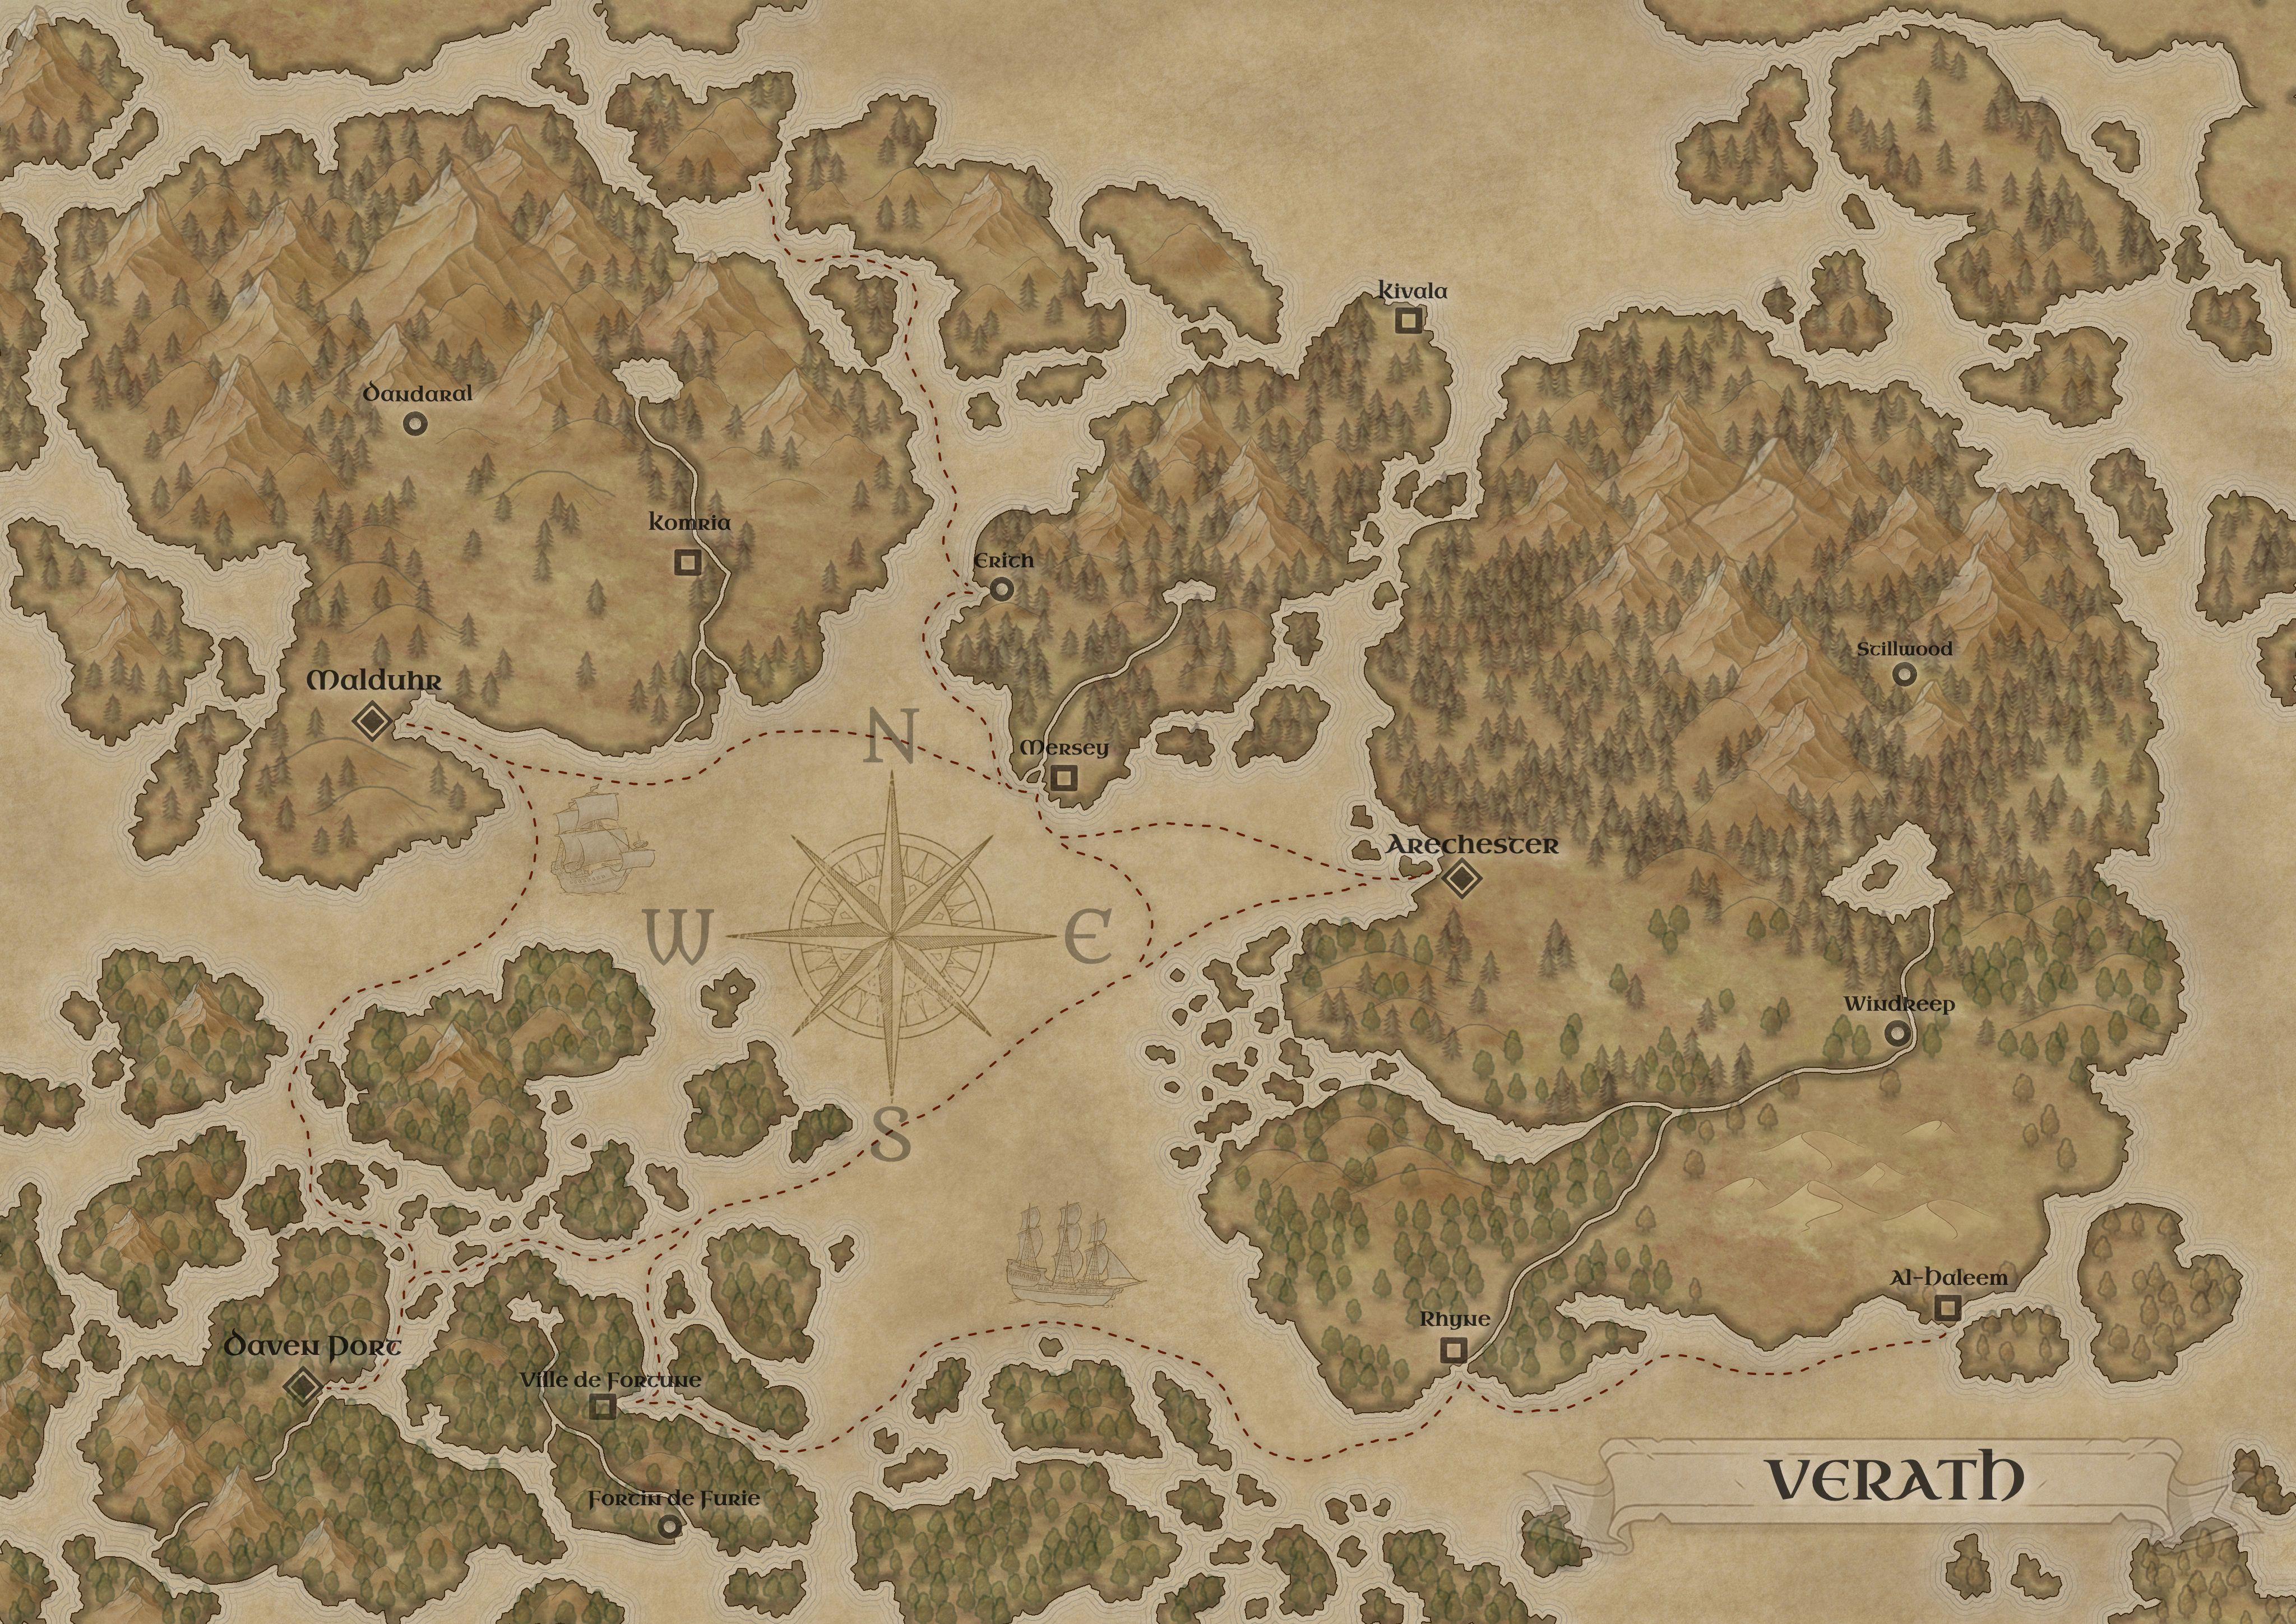 Kivala
Dandaral
Komria
Erith
Stillwood
Malduhr
N
Mersey
Arechester
W
E
Windkeep
S
Al-Haleem
Rhyne
Daven Port
Ville de Fortune
Fortin de Furie
VERATH